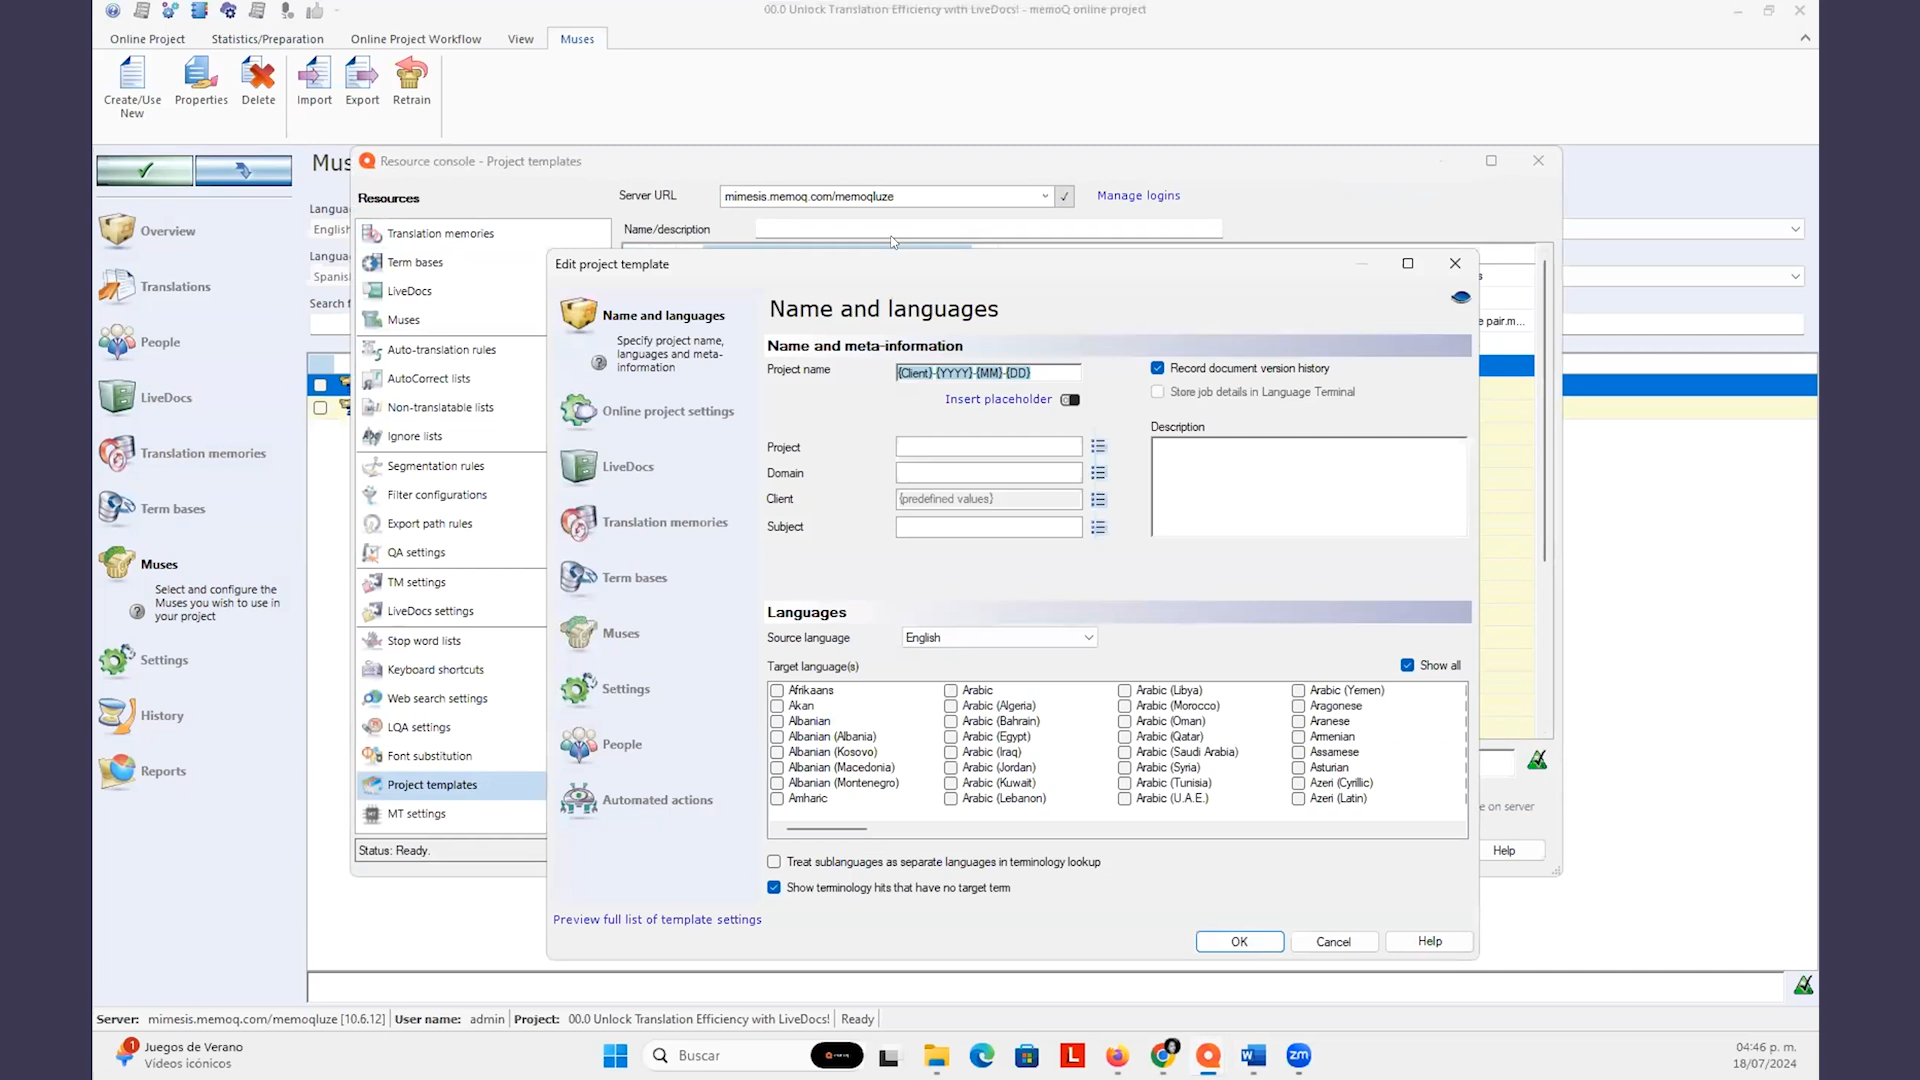 00.0 Unlock Translation Efficiency with LiveDocs! - memoQ online project
Online Project
Statistics/Preparation
Online Project Workflow
View
Muses
Create/Use New
Properties
Delete
Import
Export
Retrain
Mus
Resource console - Project templates
Resources
Server URL
mimesis.memoq.com/memoqluze
Manage logins
Name/description
Langua
English
Langua
Spanis
Search f
Overview
Translations
People
LiveDocs
Translation memories
Term bases
Muses
Select and configure the
Muses you wish to use in
your project
Settings
History
Reports
Translation memories
Term bases
LiveDocs
Muses
Auto-translation rules
AutoCorrect lists
Non-translatable lists
Ignore lists
Segmentation rules
Filter configurations
Export path rules
QA settings
TM settings
LiveDocs settings
Stop word lists
Keyboard shortcuts
Web search settings
LQA settings
Font substitution
Project templates
MT settings
Status: Ready.
s
e pair.m...
e on server
Help
Edit project template
Name and languages
Specify project name,
languages and meta-
information
Online project settings
LiveDocs
Translation memories
Term bases
Muses
Settings
People
Automated actions
Preview full list of template settings
Name and languages
Name and meta-information
Project name
{Client}-{YYYY}-{MM}-{DD}
Insert placeholder
Record document version history
Store job details in Language Terminal
Project
Domain
Client
{predefined values}
Subject
Description
Languages
Source language
English
Target language(s)
Show all
Afrikaans Arabic Arabic (Libya) Arabic (Yemen)
Akan Arabic (Algeria) Arabic (Morocco) Aragonese
Albanian Arabic (Bahrain) Arabic (Oman) Aranese
Albanian (Albania) Arabic (Egypt) Arabic (Qatar) Armenian
Albanian (Kosovo) Arabic (Iraq) Arabic (Saudi Arabia) Assamese
Albanian (Macedonia) Arabic (Jordan) Arabic (Syria) Asturian
Albanian (Montenegro) Arabic (Kuwait) Arabic (Tunisia) Azeri (Cyrillic)
Amharic Arabic (Lebanon) Arabic (U.A.E.) Azeri (Latin)
Treat sublanguages as separate languages in terminology lookup
Show terminology hits that have no target term
OK
Cancel
Help
Server: mimesis.memoq.com/memoqluze [10.6.12] User name: admin Project: 00.0 Unlock Translation Efficiency with LiveDocs! Ready
1
Juegos de Verano
Vídeos icónicos
Buscar
L
W
zm
04:46 p. m.
18/07/2024